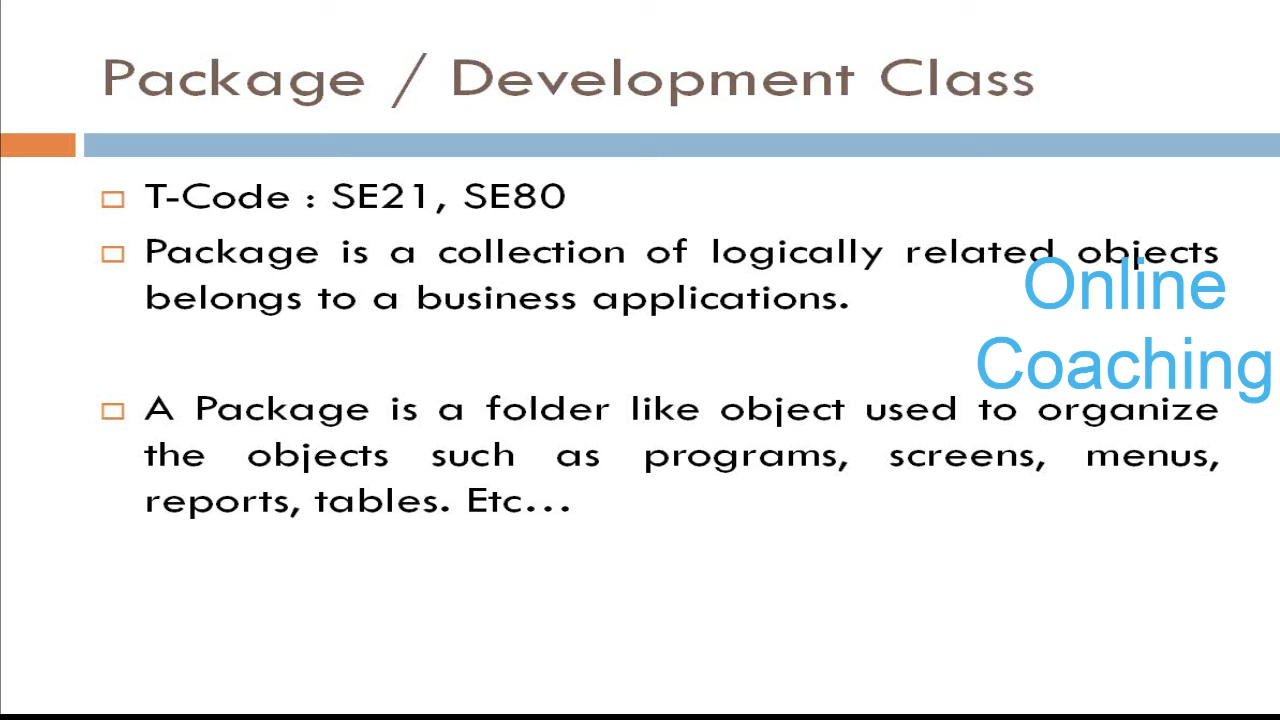 Package / Development Class
T-Code : SE21, SE80
Package is a collection of logically related objects
belongs to a business applications.
Online
Coaching
A Package is a folder like object used to organize
the objects such as programs, screens, menus,
reports, tables. Etc...